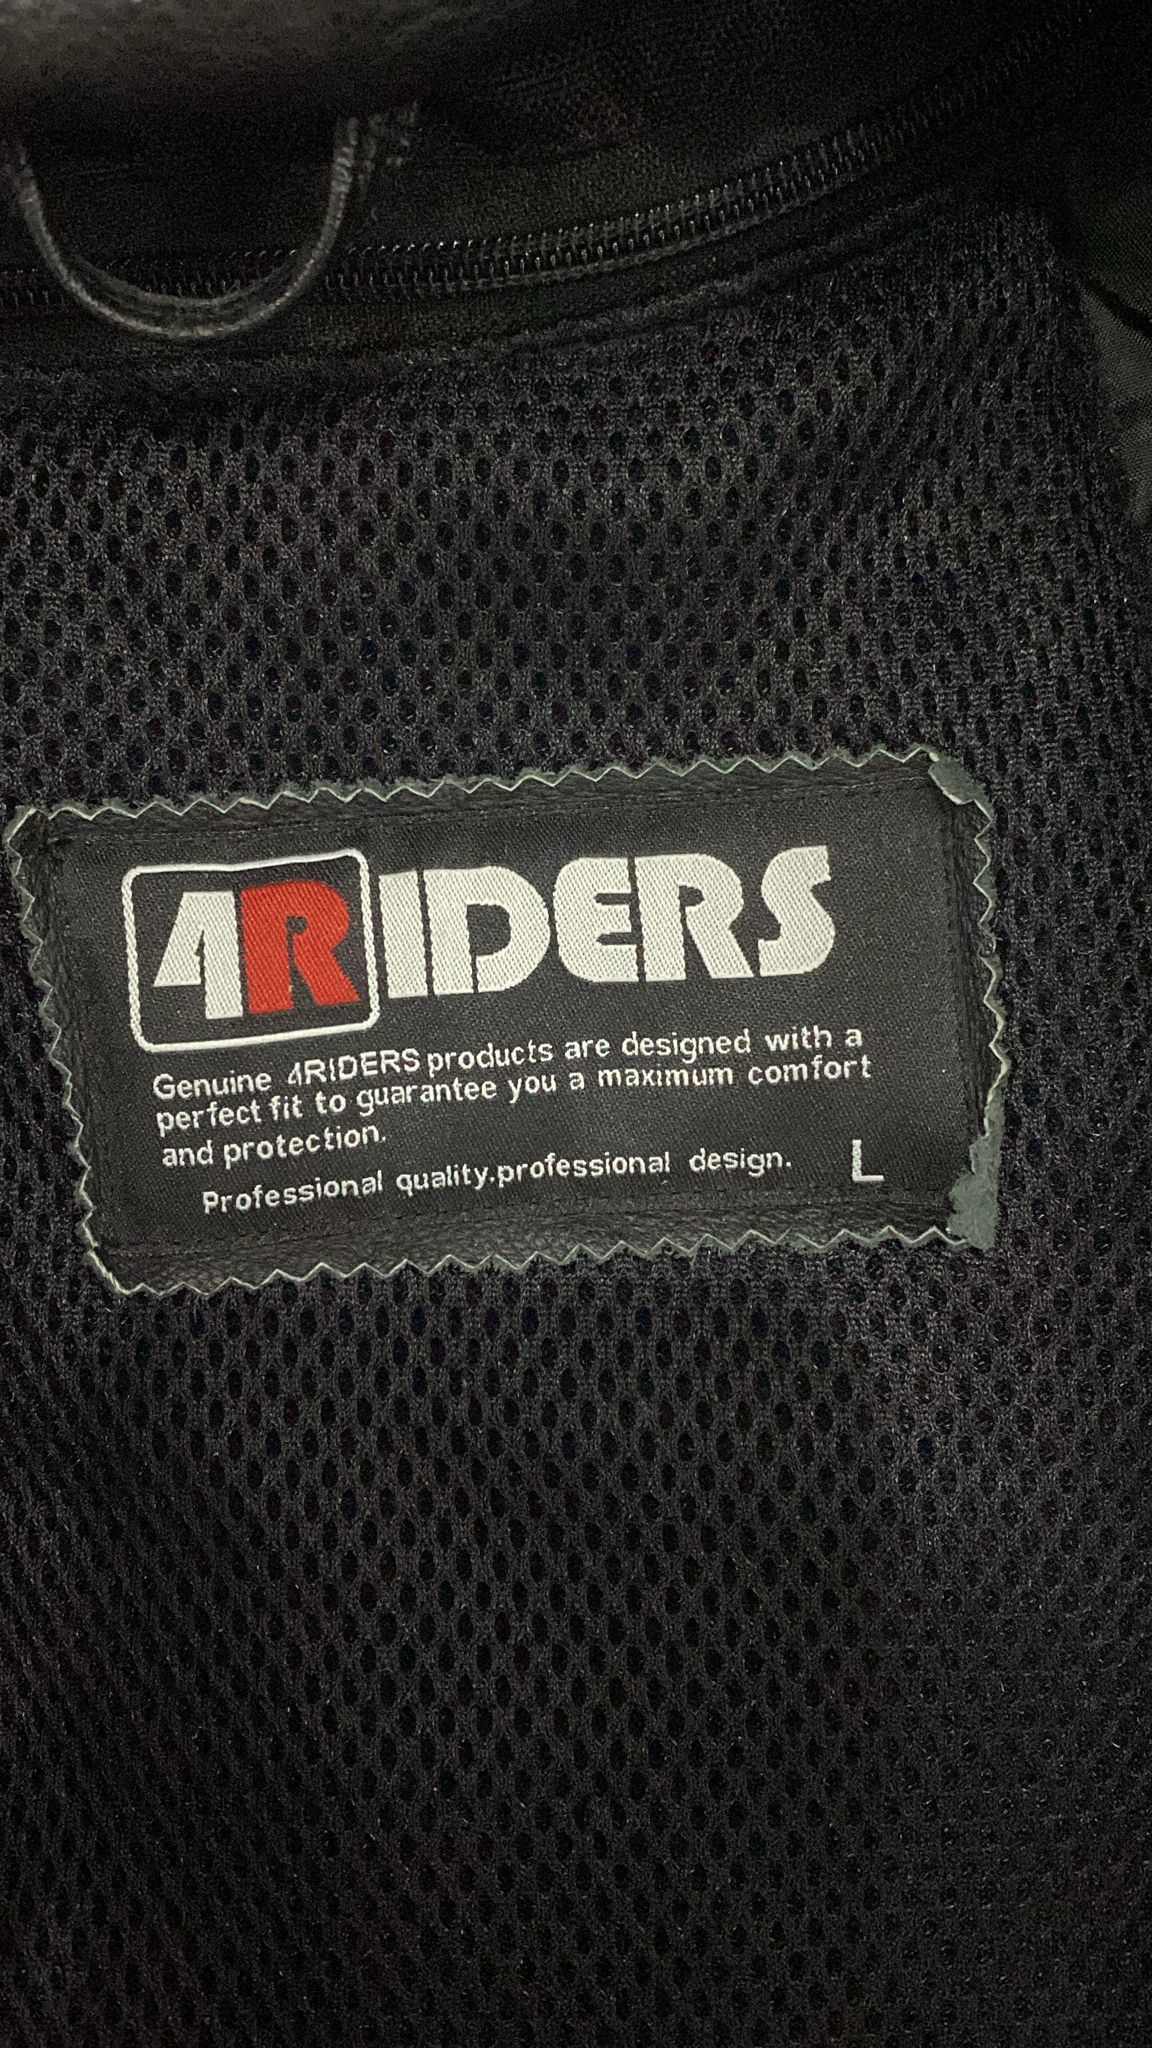 4RIDERS
Genuine 4RIDERS products are designed with a
perfect fit to guarantee you a maximum comfort
and protection.
Professional quality.professional design.
L